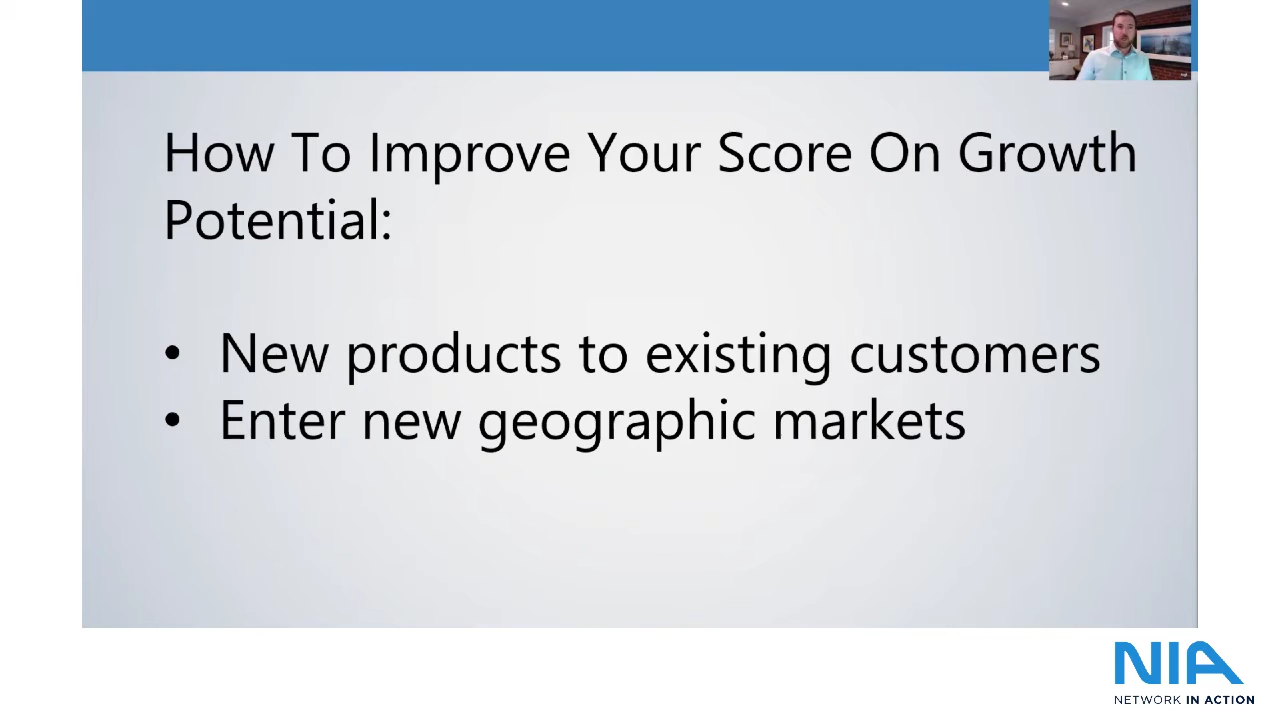 How To Improve Your Score On Growth
Potential:
• New products to existing customers
• Enter new geographic markets
NIA
NETWORK IN ACTION